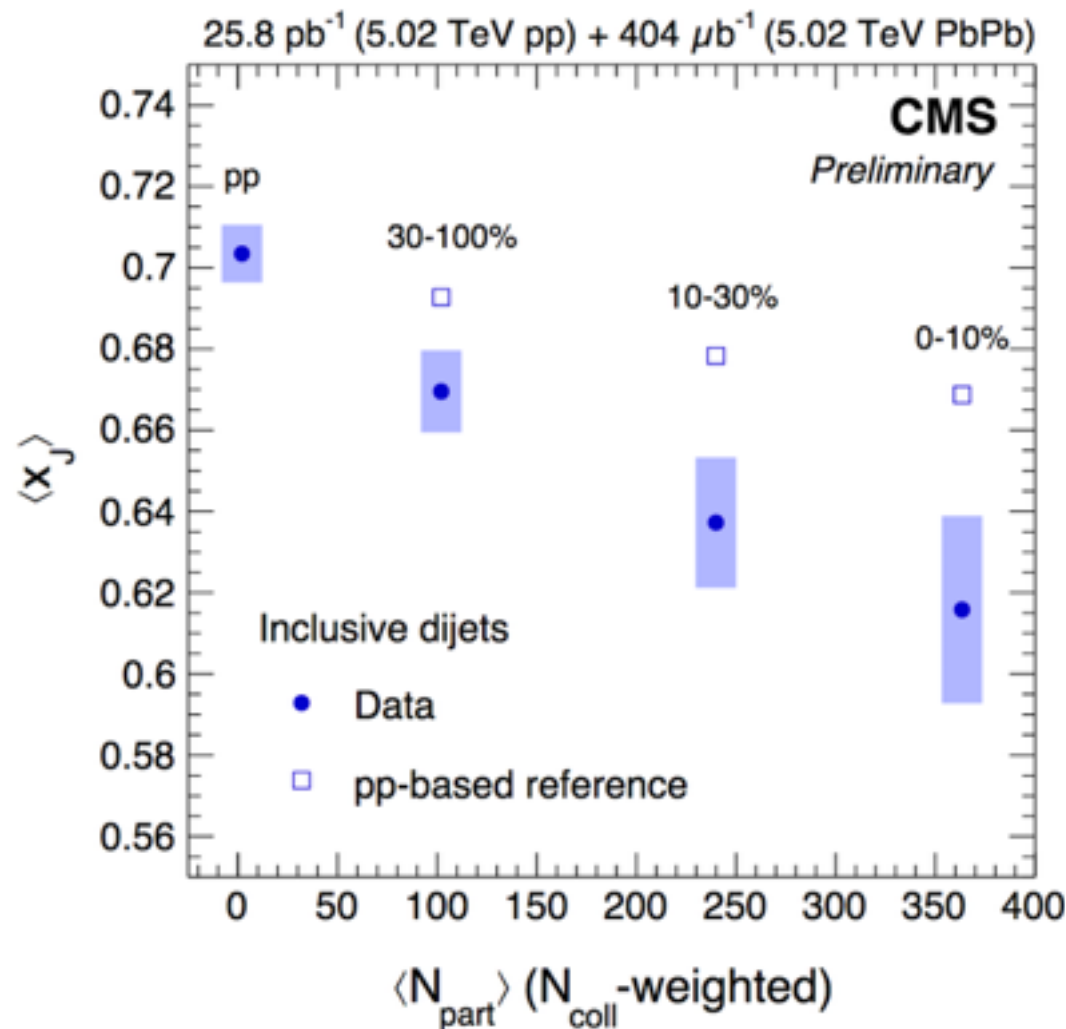 25.8 pb⁻¹ (5.02 TeV pp) + 404 μb⁻¹ (5.02 TeV PbPb)
CMS
Preliminary
pp
30-100%
10-30%
0-10%
0.74
0.72
0.7
0.68
0.66
0.64
0.62
0.6
0.58
0.56
⟨x_J⟩
Inclusive dijets
Data
pp-based reference
0 50 100 150 200 250 300 350 400
⟨N_part⟩ (N_coll-weighted)